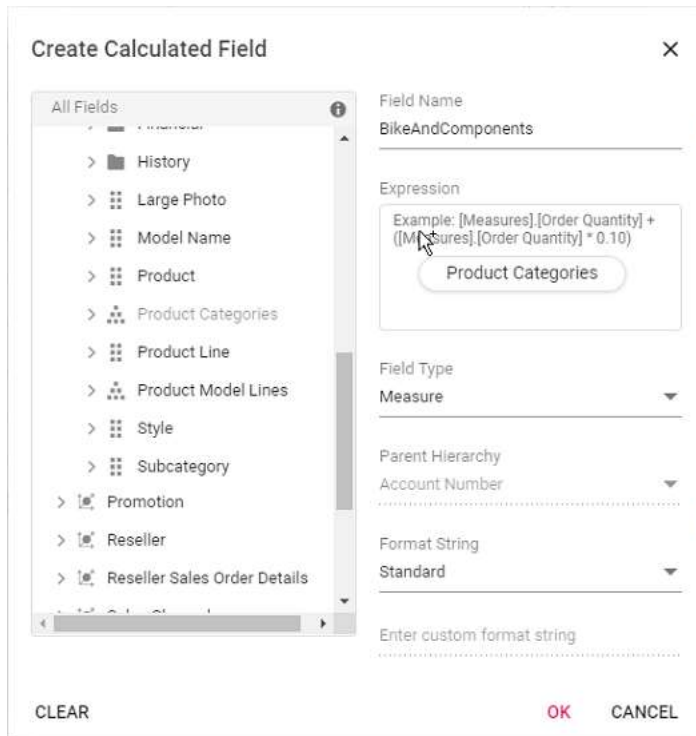 Create Calculated Field
All Fields
Financial
History
Large Photo
Model Name
Product
Product Categories
Product Line
Product Model Lines
Style
Subcategory
Promotion
Reseller
Reseller Sales Order Details
Field Name
BikeAndComponents
Expression
Example: [Measures].[Order Quantity] +
([Measures].[Order Quantity] * 0.10)
Product Categories
Field Type
Measure
Parent Hierarchy
Account Number
Format String
Standard
Enter custom format string
CLEAR
OK
CANCEL